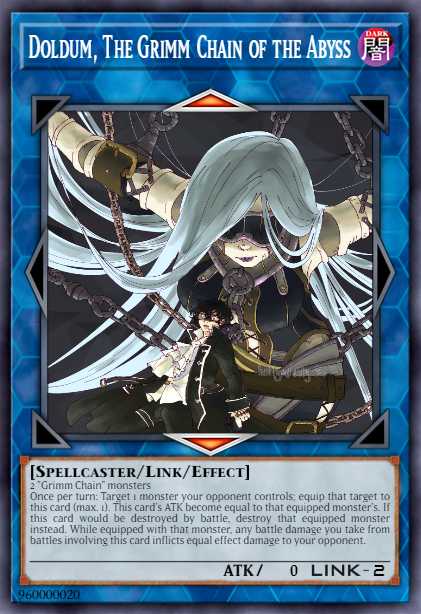 Doldum, The Grimm Chain of the Abyss
DARK
闇
[Spellcaster/Link/Effect]
2 "Grimm Chain" monsters
Once per turn: Target 1 monster your opponent controls; equip that target to
this card (max. 1). This card's ATK become equal to that equipped monster's. If
this card would be destroyed by battle, destroy that equipped monster
instead. While equipped with that monster, any battle damage you take from
battles involving this card inflicts equal effect damage to your opponent.
ATK/ 0 LINK-2
960000020